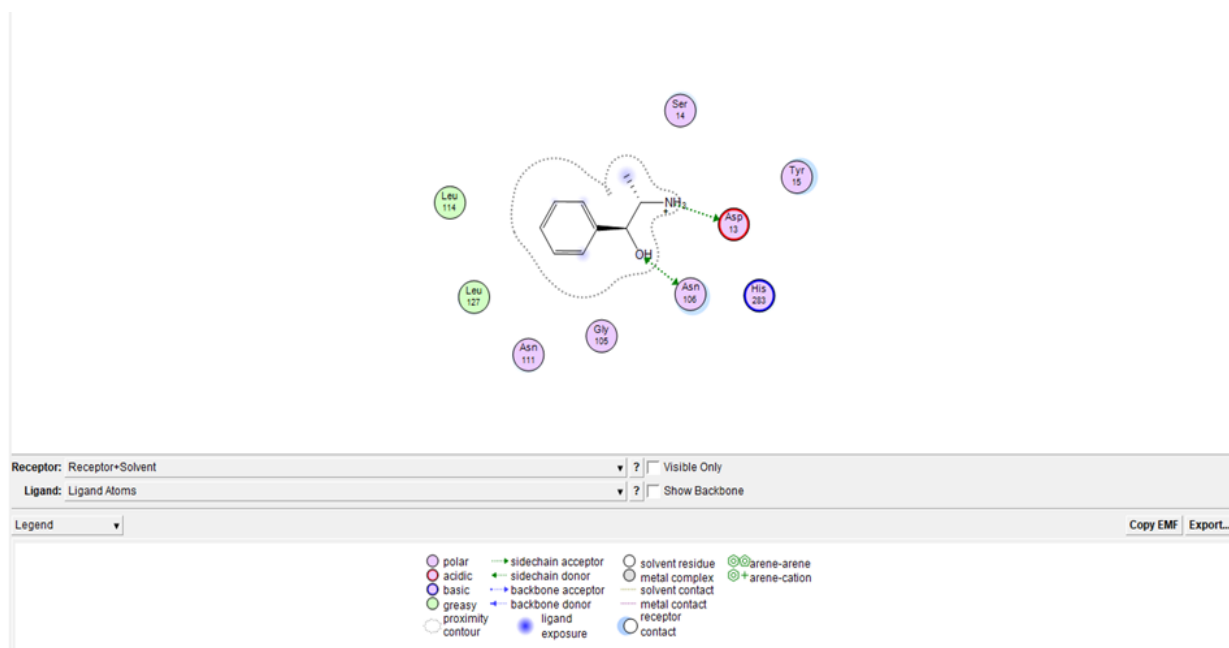 Ser
14
Tyr
15
Leu
114
NH2
+
Asp
13
OH
Asn
106
His
283
Leu
127
Gly
105
Asn
111
Receptor: Receptor+Solvent ▼ ? Visible Only
Ligand: Ligand Atoms ▼ ? Show Backbone
Legend ▼ Copy EMF Export...
polar sidechain acceptor solvent residue arene-arene
acidic sidechain donor metal complex arene-cation
basic backbone acceptor solvent contact
greasy backbone donor metal contact
proximity contour ligand exposure receptor contact